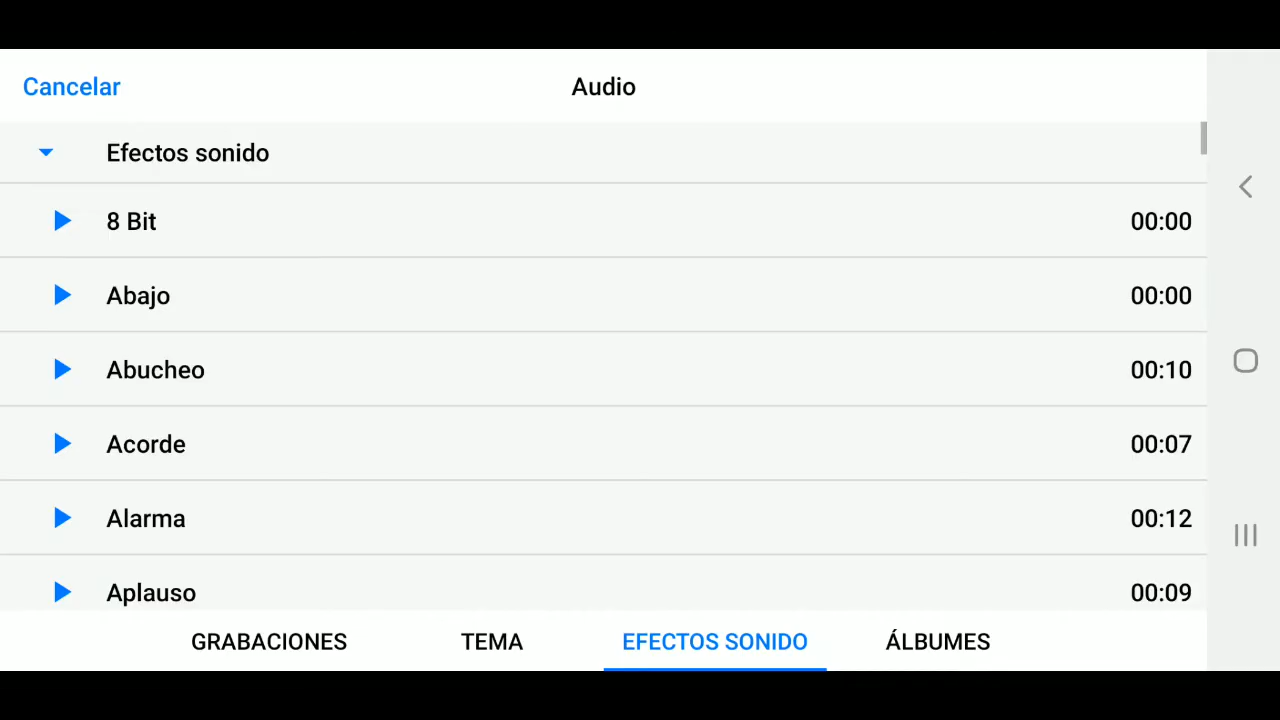 Cancelar
Audio
Efectos sonido
8 Bit 00:00
Abajo 00:00
Abucheo 00:10
Acorde 00:07
Alarma 00:12
Aplauso 00:09
GRABACIONES TEMA EFECTOS SONIDO ÁLBUMES